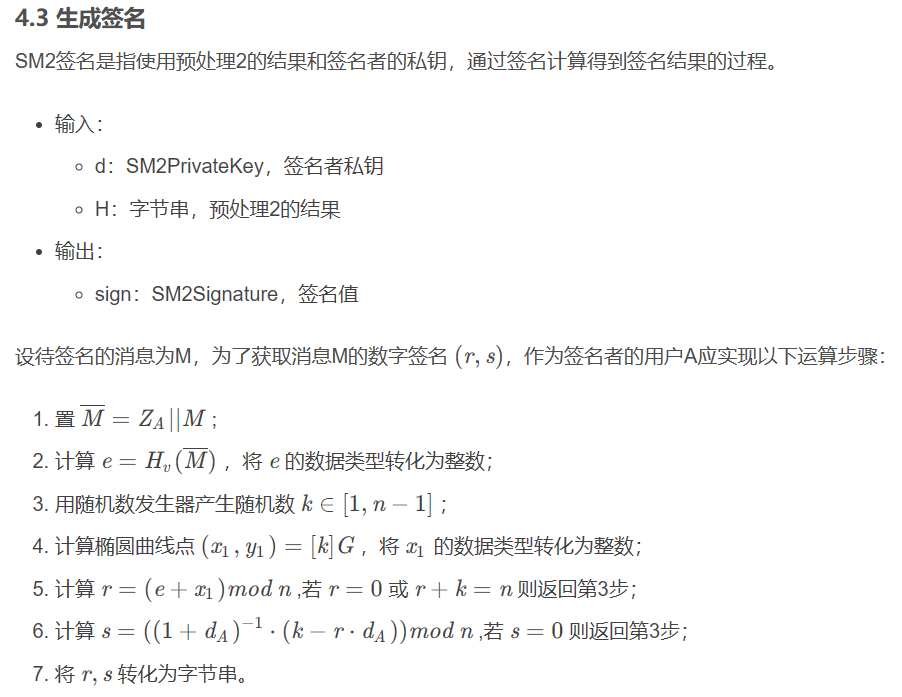 4.3 生成签名
SM2签名是指使用预处理2的结果和签名者的私钥，通过签名计算得到签名结果的过程。
• 输入：
◦ d：SM2PrivateKey，签名者私钥
◦ H：字节串，预处理2的结果
• 输出：
◦ sign：SM2Signature，签名值
设待签名的消息为M，为了获取消息M的数字签名 $(r, s)$，作为签名者的用户A应实现以下运算步骤：
1. 置 $\overline{M} = Z_A || M$；
2. 计算 $e = H_v(\overline{M})$ ，将 $e$ 的数据类型转化为整数；
3. 用随机数发生器产生随机数 $k \in [1, n-1]$；
4. 计算椭圆曲线点 $(x_1, y_1) = [k]G$ ，将 $x_1$ 的数据类型转化为整数；
5. 计算 $r = (e + x_1) mod\ n$ ,若 $r = 0$ 或 $r + k = n$ 则返回第3步；
6. 计算 $s = ((1 + d_A)^{-1} \cdot (k - r \cdot d_A)) mod\ n$ ,若 $s = 0$ 则返回第3步；
7. 将 $r, s$ 转化为字节串。